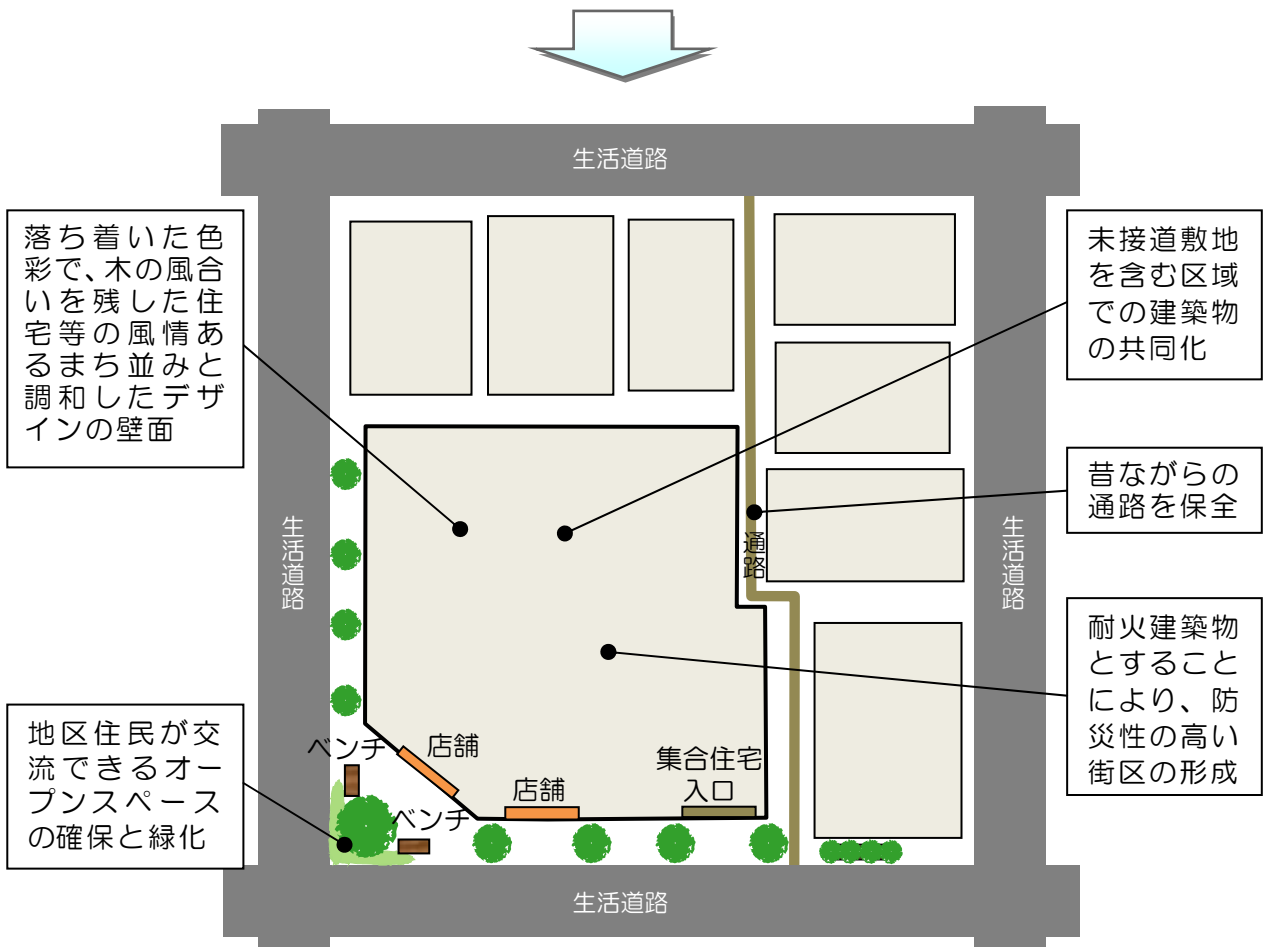 生活道路
落ち着いた色
彩で、木の風合
いを残した住
宅等の風情あ
るまち並みと
調和したデザ
インの壁面
未接道敷地
を含む区域
での建築物
の共同化
昔ながらの
通路を保全
生活道路
通路
生活道路
耐火建築物
とすること
により、防
災性の高い
街区の形成
地区住民が交
流できるオー
プンスペース
の確保と緑化
ベンチ
店舗
ベンチ
店舗
集合住宅
入口
生活道路